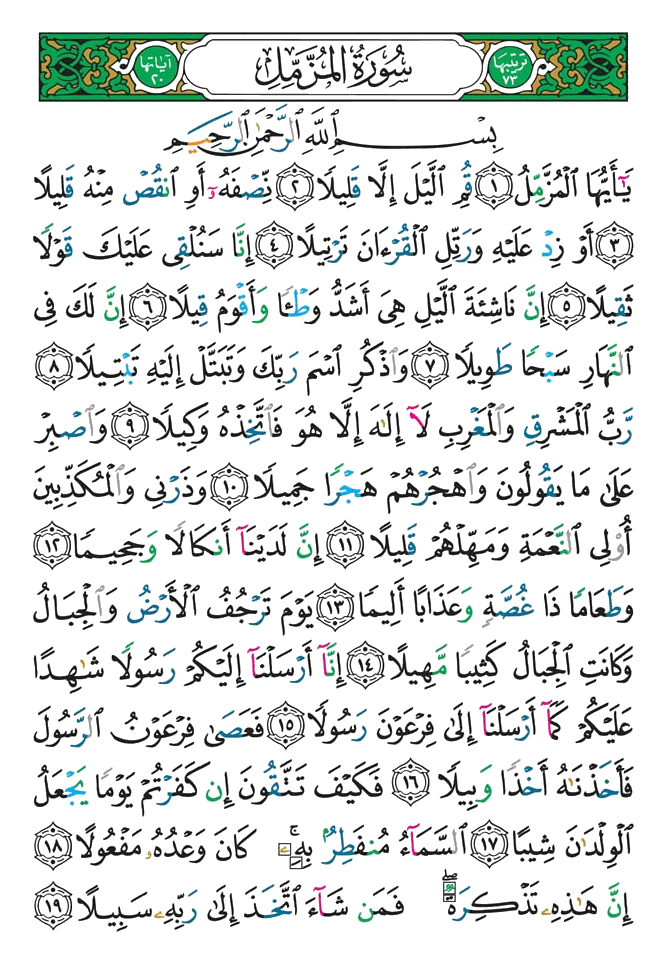 ترتيبها ٧٣ سُورَةُ المُزَّمِّلِ آياتها ٢٠
بِسْمِ ٱللَّهِ ٱلرَّحْمَٰنِ ٱلرَّحِيمِ
يَٰٓأَيُّهَا ٱلْمُزَّمِّلُ ١ قُمِ ٱلَّيْلَ إِلَّا قَلِيلًا ٢ نِّصْفَهُۥٓ أَوِ ٱنقُصْ مِنْهُ قَلِيلًا
٣ أَوْ زِدْ عَلَيْهِ وَرَتِّلِ ٱلْقُرْءَانَ تَرْتِيلًا ٤ إِنَّا سَنُلْقِى عَلَيْكَ قَوْلًا
ثَقِيلًا ٥ إِنَّ نَاشِئَةَ ٱلَّيْلِ هِىَ أَشَدُّ وَطْـًٔا وَأَقْوَمُ قِيلًا ٦ إِنَّ لَكَ فِى
ٱلنَّهَارِ سَبْحًا طَوِيلًا ٧ وَٱذْكُرِ ٱسْمَ رَبِّكَ وَتَبَتَّلْ إِلَيْهِ تَبْتِيلًا ٨
رَّبُّ ٱلْمَشْرِقِ وَٱلْمَغْرِبِ لَآ إِلَٰهَ إِلَّا هُوَ فَٱتَّخِذْهُ وَكِيلًا ٩ وَٱصْبِرْ
عَلَىٰ مَا يَقُولُونَ وَٱهْجُرْهُمْ هَجْرًا جَمِيلًا ١٠ وَذَرْنِى وَٱلْمُكَذِّبِينَ
أُو۟لِى ٱلنَّعْمَةِ وَمَهِّلْهُمْ قَلِيلًا ١١ إِنَّ لَدَيْنَآ أَنكَالًا وَجَحِيمًا ١٢
وَطَعَامًا ذَا غُصَّةٍ وَعَذَابًا أَلِيمًا ١٣ يَوْمَ تَرْجُفُ ٱلْأَرْضُ وَٱلْجِبَالُ
وَكَانَتِ ٱلْجِبَالُ كَثِيبًا مَّهِيلًا ١٤ إِنَّآ أَرْسَلْنَآ إِلَيْكُمْ رَسُولًا شَٰهِدًا
عَلَيْكُمْ كَمَآ أَرْسَلْنَآ إِلَىٰ فِرْعَوْنَ رَسُولًا ١٥ فَعَصَىٰ فِرْعَوْنُ ٱلرَّسُولَ
فَأَخَذْنَٰهُ أَخْذًا وَبِيلًا ١٦ فَكَيْفَ تَتَّقُونَ إِن كَفَرْتُمْ يَوْمًا يَجْعَلُ
ٱلْوِلْدَٰنَ شِيبًا ١٧ ٱلسَّمَآءُ مُنفَطِرٌۢ بِهِۦ ۚ كَانَ وَعْدُهُۥ مَفْعُولًا ١٨
إِنَّ هَٰذِهِۦ تَذْكِرَةٌ ۖ فَمَن شَآءَ ٱتَّخَذَ إِلَىٰ رَبِّهِۦ سَبِيلًا ١٩